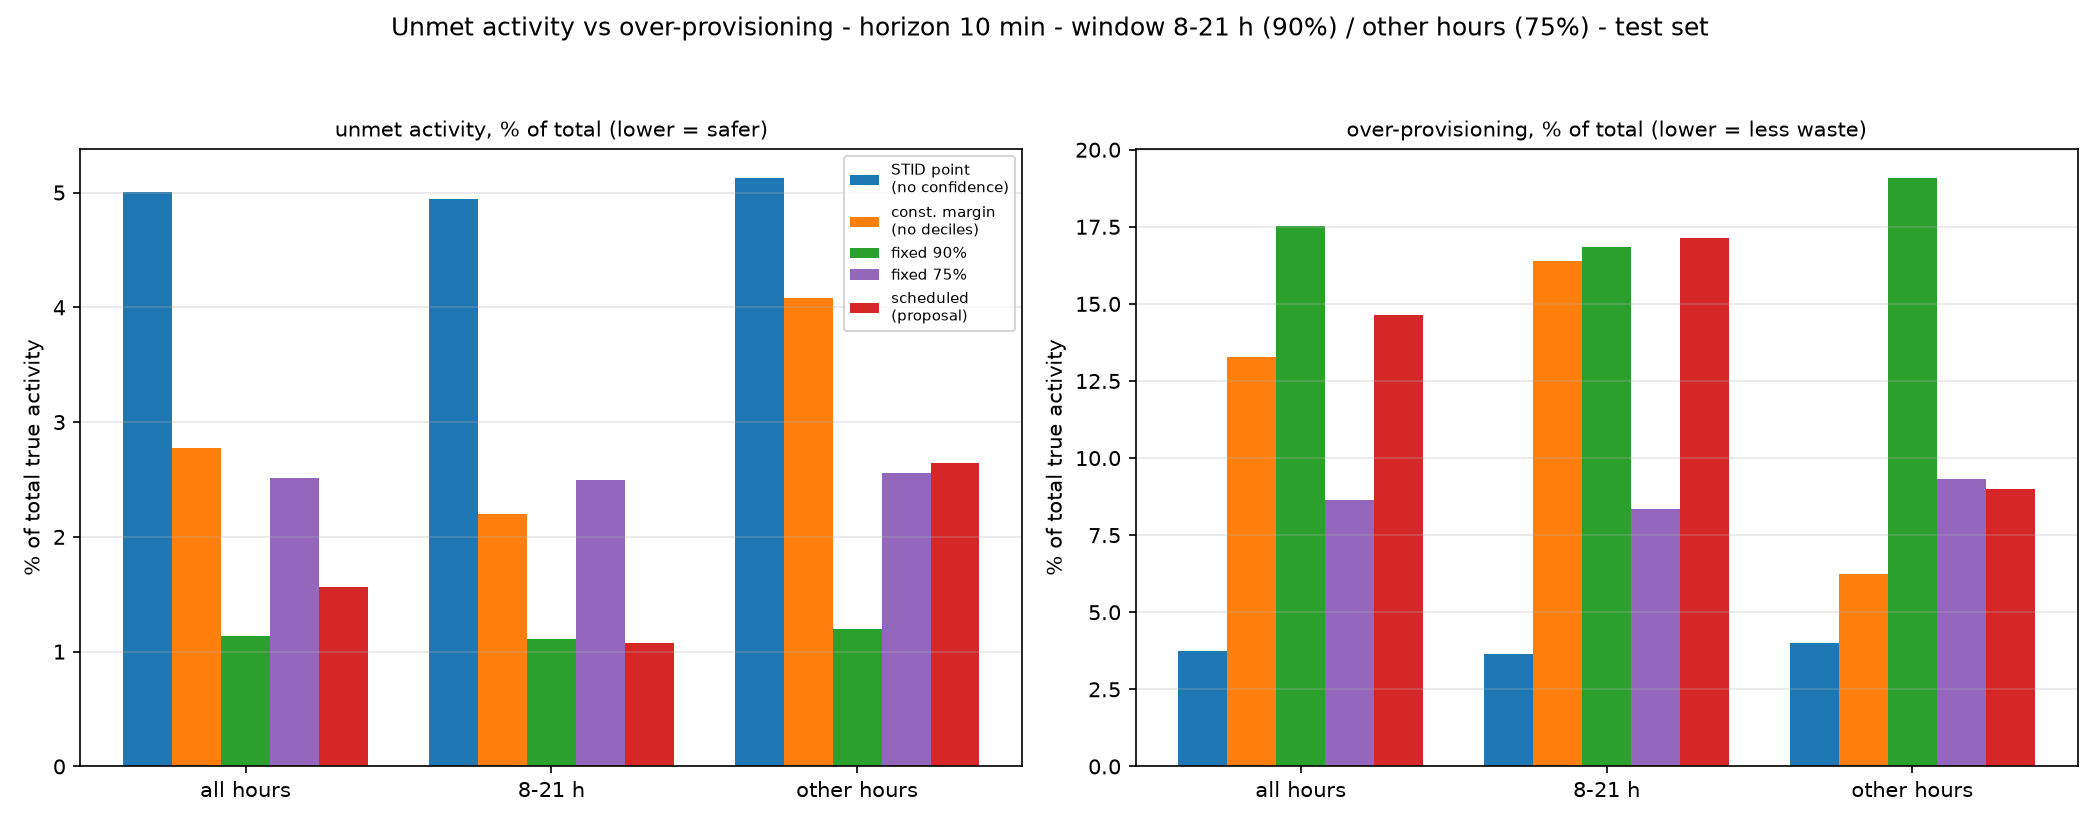 Unmet activity vs over-provisioning - horizon 10 min - window 8-21 h (90%) / other hours (75%) - test set
unmet activity, % of total (lower = safer)
% of total true activity
5
4
3
2
1
0
all hours
8-21 h
other hours
STID point
(no confidence)
const. margin
(no deciles)
fixed 90%
fixed 75%
scheduled
(proposal)
over-provisioning, % of total (lower = less waste)
% of total true activity
20.0
17.5
15.0
12.5
10.0
7.5
5.0
2.5
0.0
all hours
8-21 h
other hours